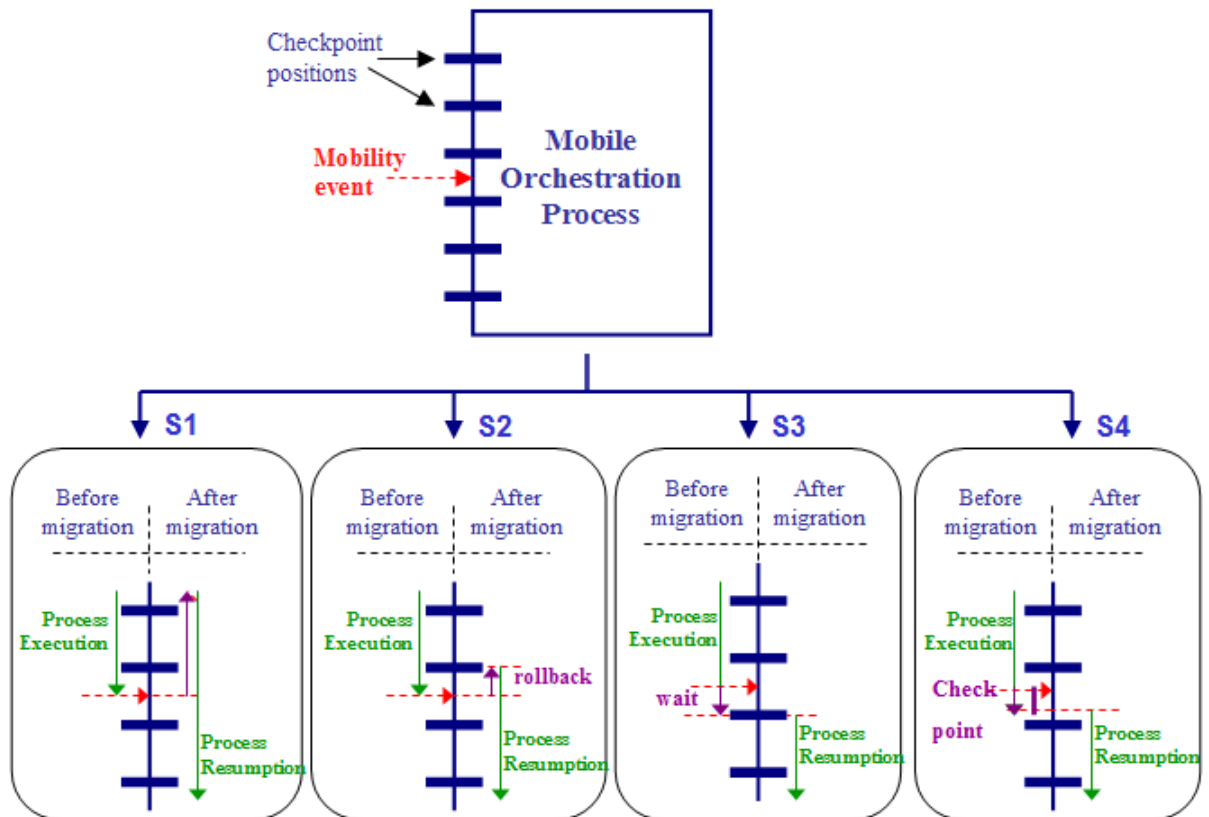 Checkpoint
positions
Mobility
event
Mobile
Orchestration
Process
S1
S2
S3
S4
Before
migration
After
migration
Process
Execution
Process
Resumption
Before
migration
After
migration
Process
Execution
rollback
Process
Resumption
Before
migration
After
migration
Process
Execution
wait
Process
Resumption
Before
migration
After
migration
Process
Execution
Check
point
Process
Resumption